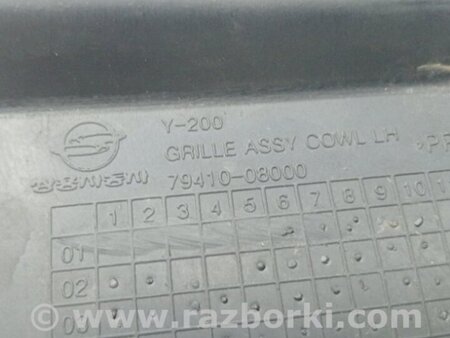 Y-200
GRILLE ASSY COWL LH
쌍용자동차 79410-08000
1 2 3 4 5 6 7 8 9 10
01
02
03
www.razborki.com